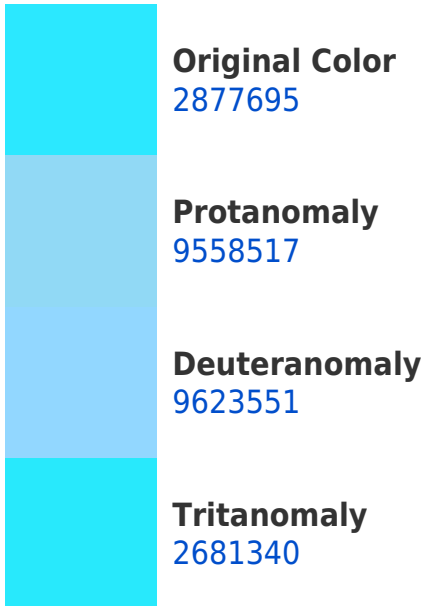 Original Color
2877695
Protanomaly
9558517
Deuteranomaly
9623551
Tritanomaly
2681340